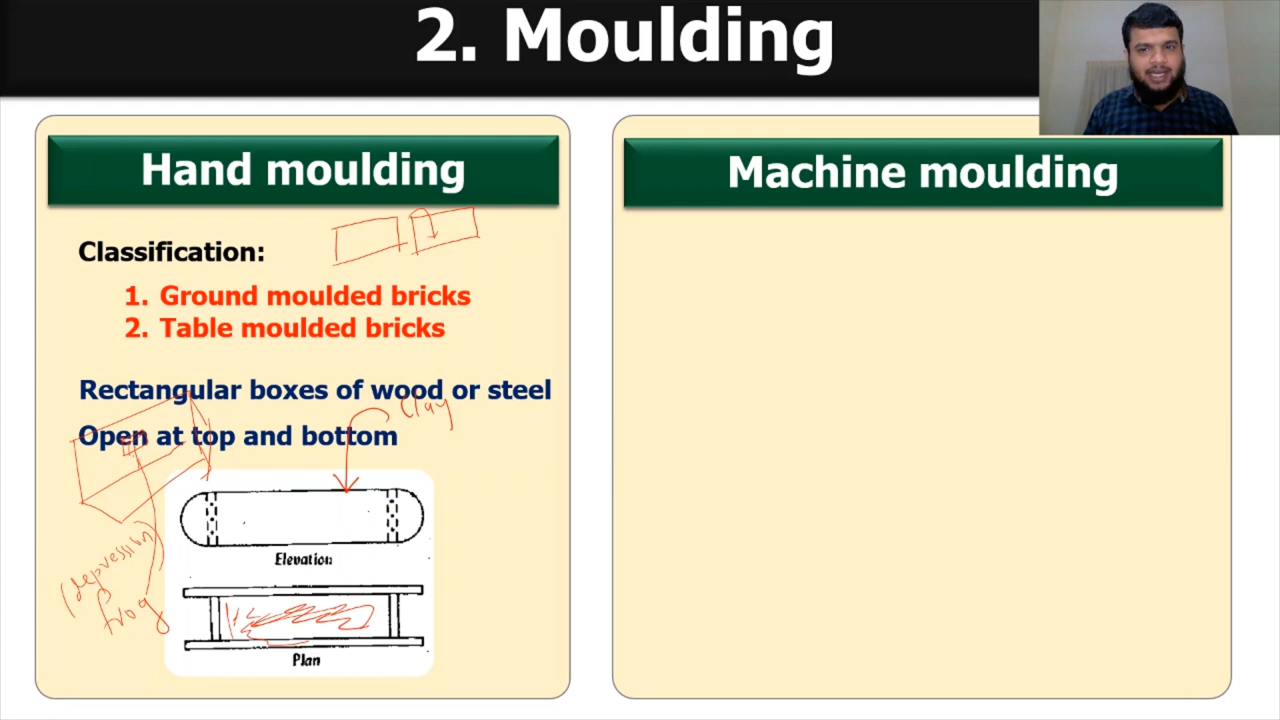 2. Moulding
Hand moulding
Classification:
1. Ground moulded bricks
2. Table moulded bricks
Rectangular boxes of wood or steel
Clay
Open at top and bottom
Elevation
(depression)
frog
Plan
Machine moulding